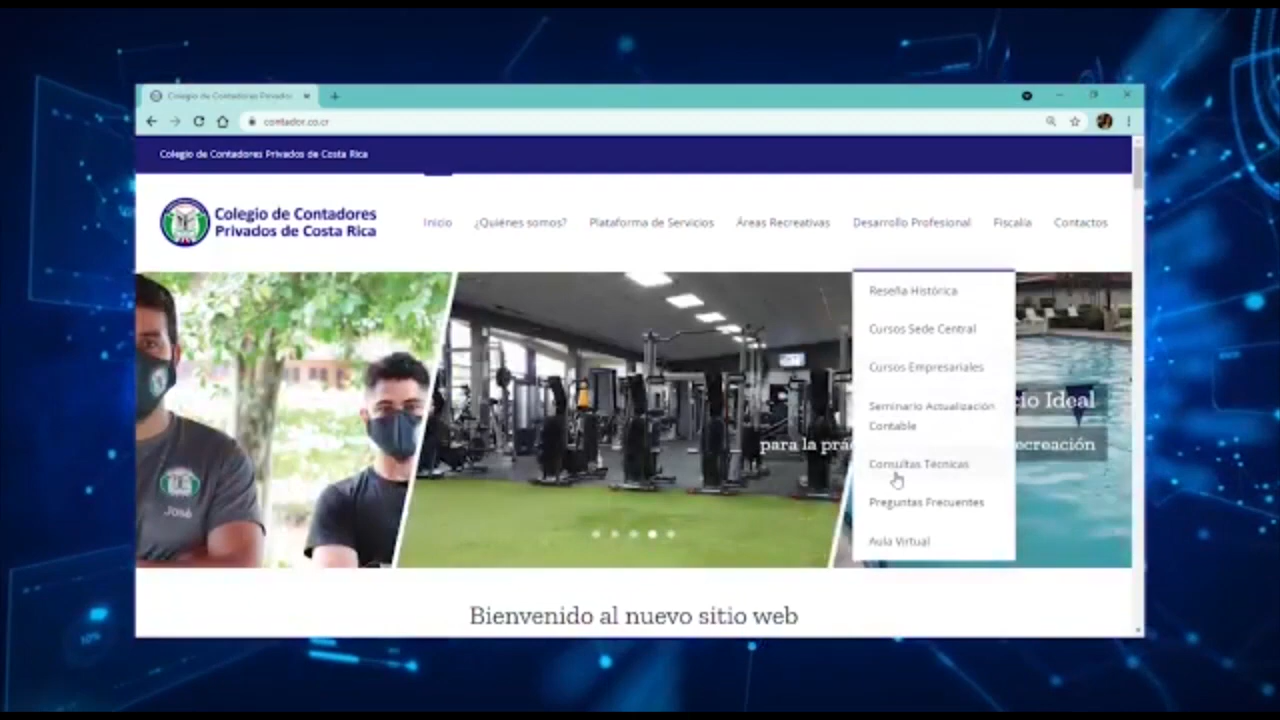 Colegio de Contadores Privados
contador.co.cr
Colegio de Contadores Privados de Costa Rica
Colegio de Contadores
Privados de Costa Rica
Inicio
¿Quiénes somos?
Plataforma de Servicios
Áreas Recreativas
Desarrollo Profesional
Fiscalía
Contactos
Reseña Histórica
Cursos Sede Central
Cursos Empresariales
Seminario Actualización
Contable
Consultas Técnicas
Preguntas Frecuentes
Aula Virtual
cio Ideal
para la prá
ecreación
José
Bienvenido al nuevo sitio web
10%